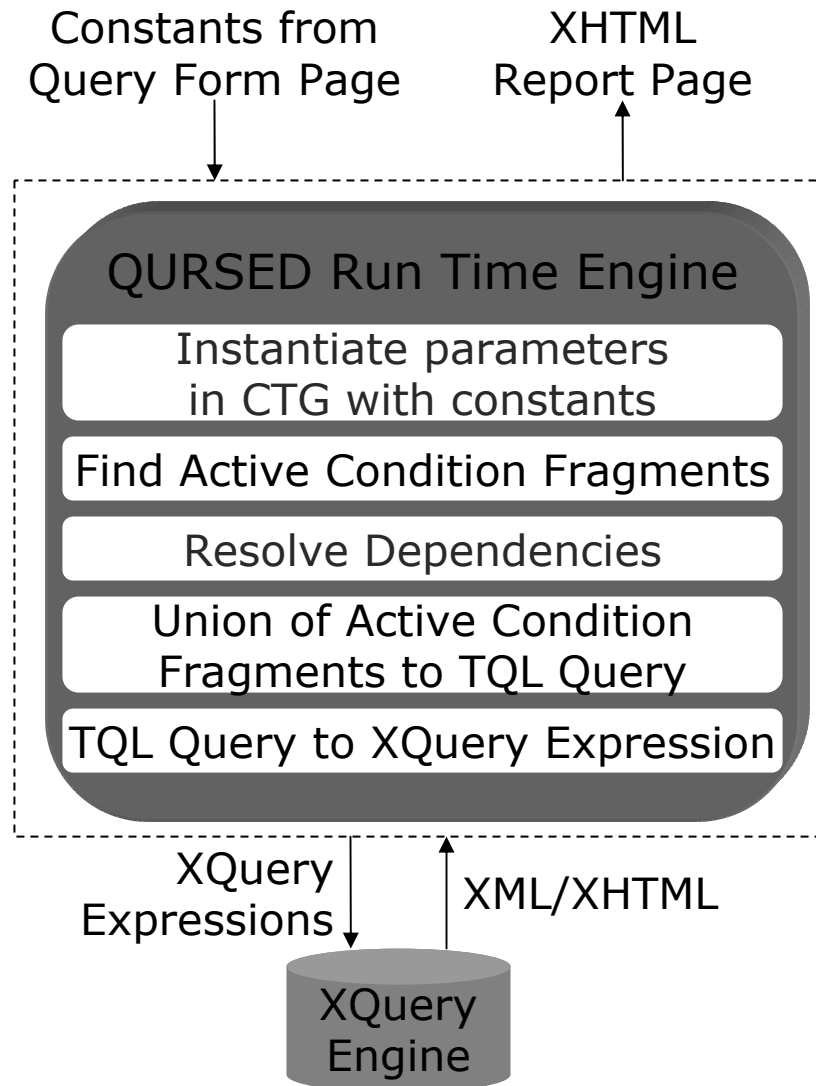 Constants from
Query Form Page
XHTML
Report Page
QURSED Run Time Engine
Instantiate parameters
in CTG with constants
Find Active Condition Fragments
Resolve Dependencies
Union of Active Condition
Fragments to TQL Query
TQL Query to XQuery Expression
XQuery
Expressions
XML/XHTML
XQuery
Engine